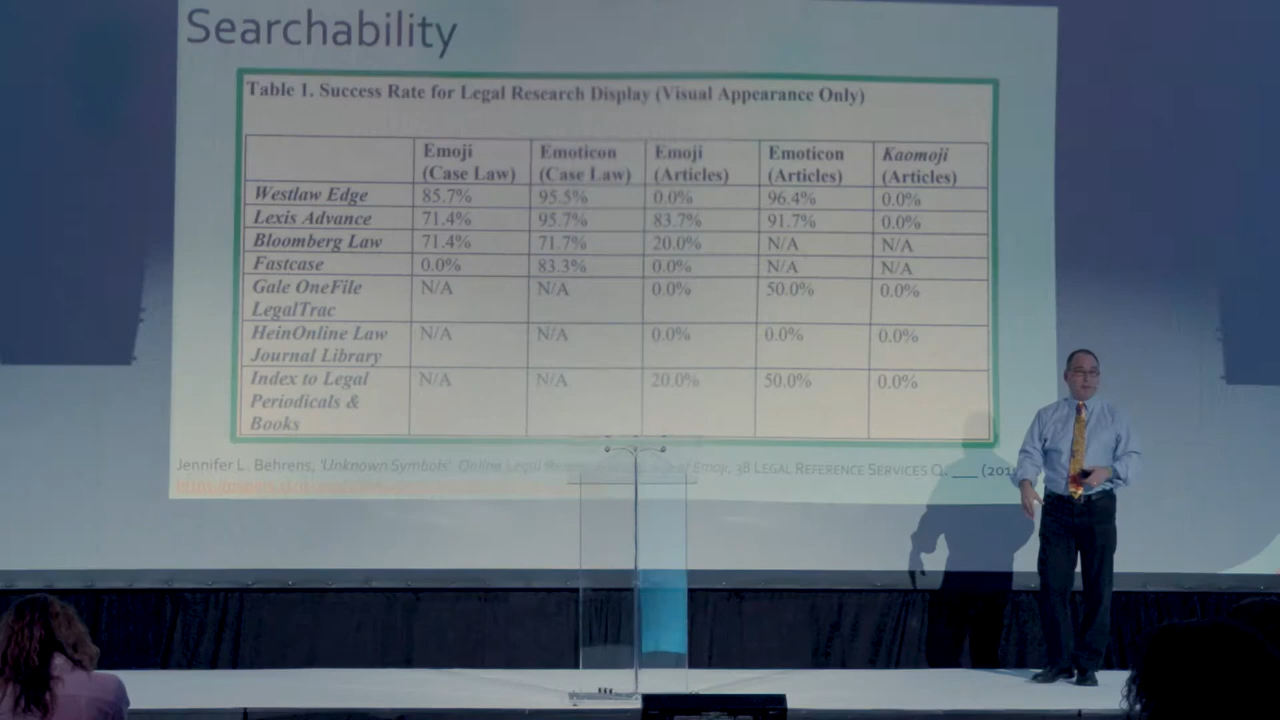 Searchability
Table 1. Success Rate for Legal Research Display (Visual Appearance Only)
Emoji (Case Law) Emoticon (Case Law) Emoji (Articles) Emoticon (Articles) Kaomoji (Articles)
Westlaw Edge 85.7% 95.5% 0.0% 96.4% 0.0%
Lexis Advance 71.4% 95.7% 83.7% 91.7% 0.0%
Bloomberg Law 71.4% 71.7% 20.0% N/A N/A
Fastcase 0.0% 83.3% 0.0% N/A N/A
Gale OneFile LegalTrac N/A N/A 0.0% 50.0% 0.0%
HeinOnline Law Journal Library N/A N/A 0.0% 0.0% 0.0%
Index to Legal Periodicals & Books N/A N/A 20.0% 50.0% 0.0%
Jennifer L. Behrens, 'Unknown Symbols': Online Legal Emoji, 38 LEGAL REFERENCE SERVICES Q. ___